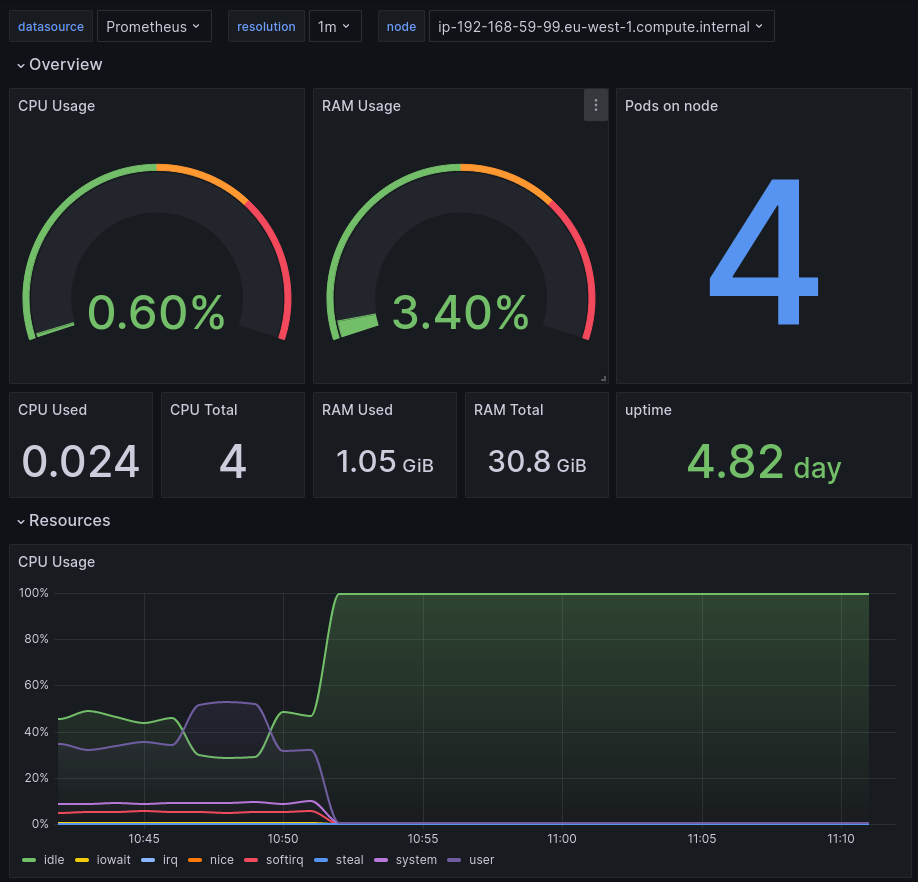 datasource Prometheus resolution 1m node ip-192-168-59-99.eu-west-1.compute.internal
Overview
CPU Usage RAM Usage Pods on node
0.60% 3.40% 4
CPU Used CPU Total RAM Used RAM Total uptime
0.024 4 1.05 GiB 30.8 GiB 4.82 day
Resources
CPU Usage
100%
80%
60%
40%
20%
0%
10:45 10:50 10:55 11:00 11:05 11:10
idle iowait irq nice softirq steal system user